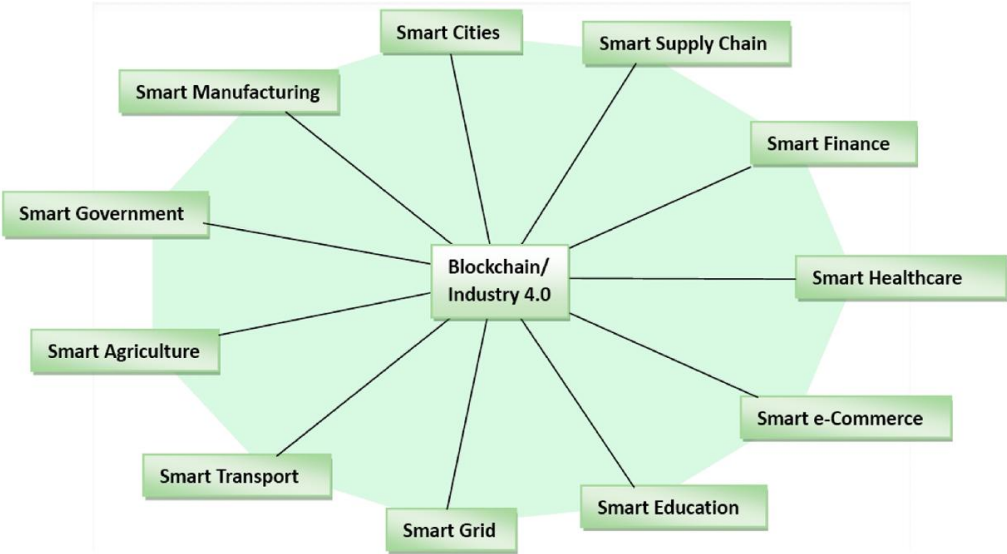 Smart Cities
Smart Supply Chain
Smart Manufacturing
Smart Finance
Smart Government
Blockchain/
Industry 4.0
Smart Healthcare
Smart Agriculture
Smart e-Commerce
Smart Transport
Smart Education
Smart Grid